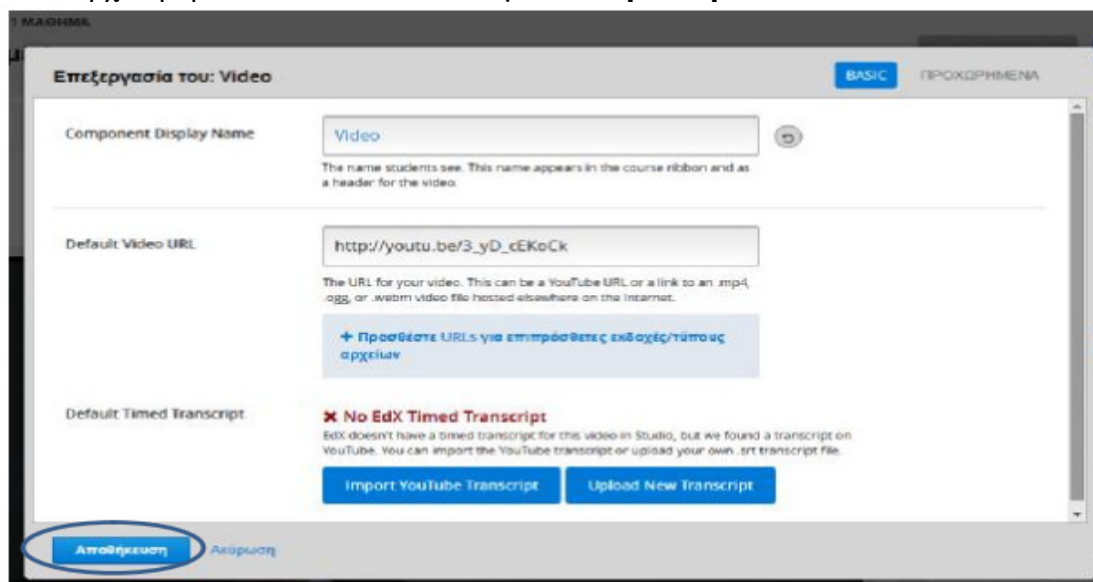 ΜΑΘΗΜΑ
Επεξεργασία του: Video
BASIC
ΠΡΟΧΩΡΗΜΕΝΑ
Component Display Name
Video
The name students see. This name appears in the course ribbon and as
a header for the video.
Default Video URL
http://youtu.be/3_yD_cEKoCk
The URL for your video. This can be a YouTube URL or a link to an .mp4,
.ogg, or .webm video file hosted elsewhere on the Internet.
+ Προσθέστε URLs για επιπρόσθετες εκδοχές/τύπους
αρχείων
Default Timed Transcript
✖ No EdX Timed Transcript
EdX doesn't have a timed transcript for this video in Studio, but we found a transcript on
YouTube. You can import the YouTube transcript or upload your own .srt transcript file.
Import YouTube Transcript
Upload New Transcript
Αποθήκευση
Ακύρωση